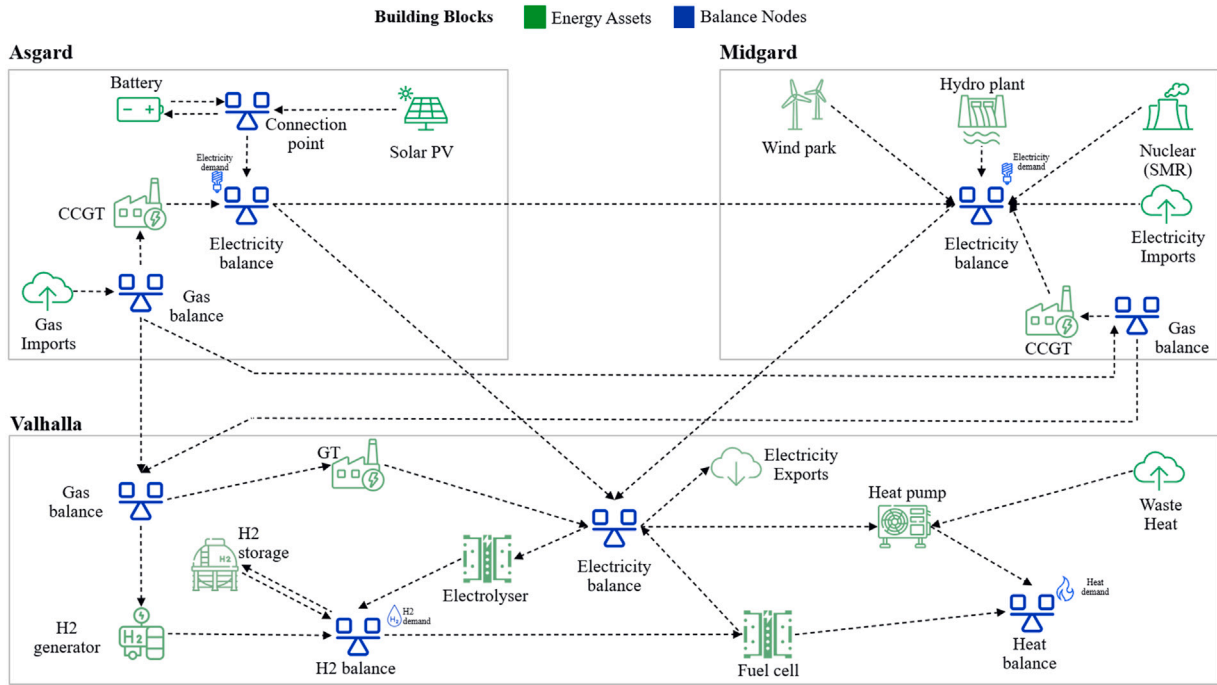 Building Blocks
Energy Assets
Balance Nodes
Asgard
Midgard
Battery
Connection
point
Solar PV
Electricity
demand
CCGT
Electricity
balance
Gas
Imports
Gas
balance
Wind park
Hydro plant
Nuclear
(SMR)
Electricity
demand
Electricity
balance
Electricity
Imports
CCGT
Gas
balance
Valhalla
GT
Electricity
Exports
Heat pump
Waste
Heat
Gas
balance
H2
storage
H2
Electrolyser
Electricity
balance
Heat
demand
H2
generator
H2
H2 balance
H2
H2
demand
Fuel cell
Heat
balance